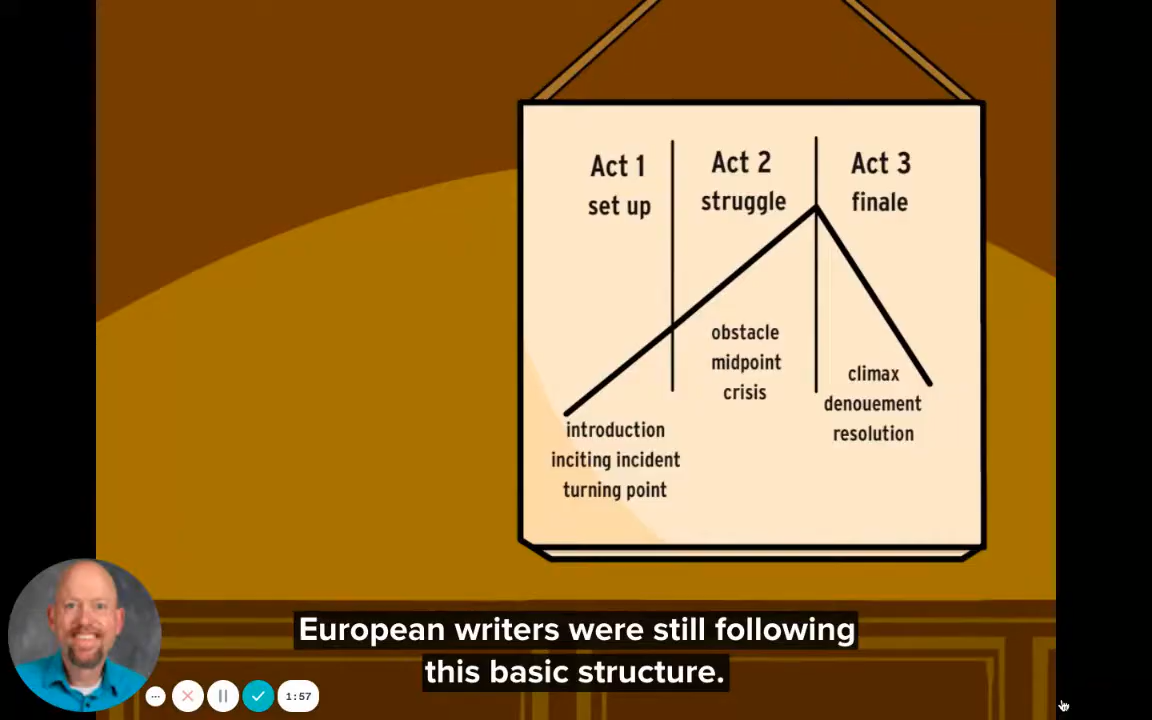 Act 1
set up
Act 2
struggle
Act 3
finale
obstacle
midpoint
crisis
climax
denouement
resolution
introduction
inciting incident
turning point
European writers were still following
this basic structure.
1:57